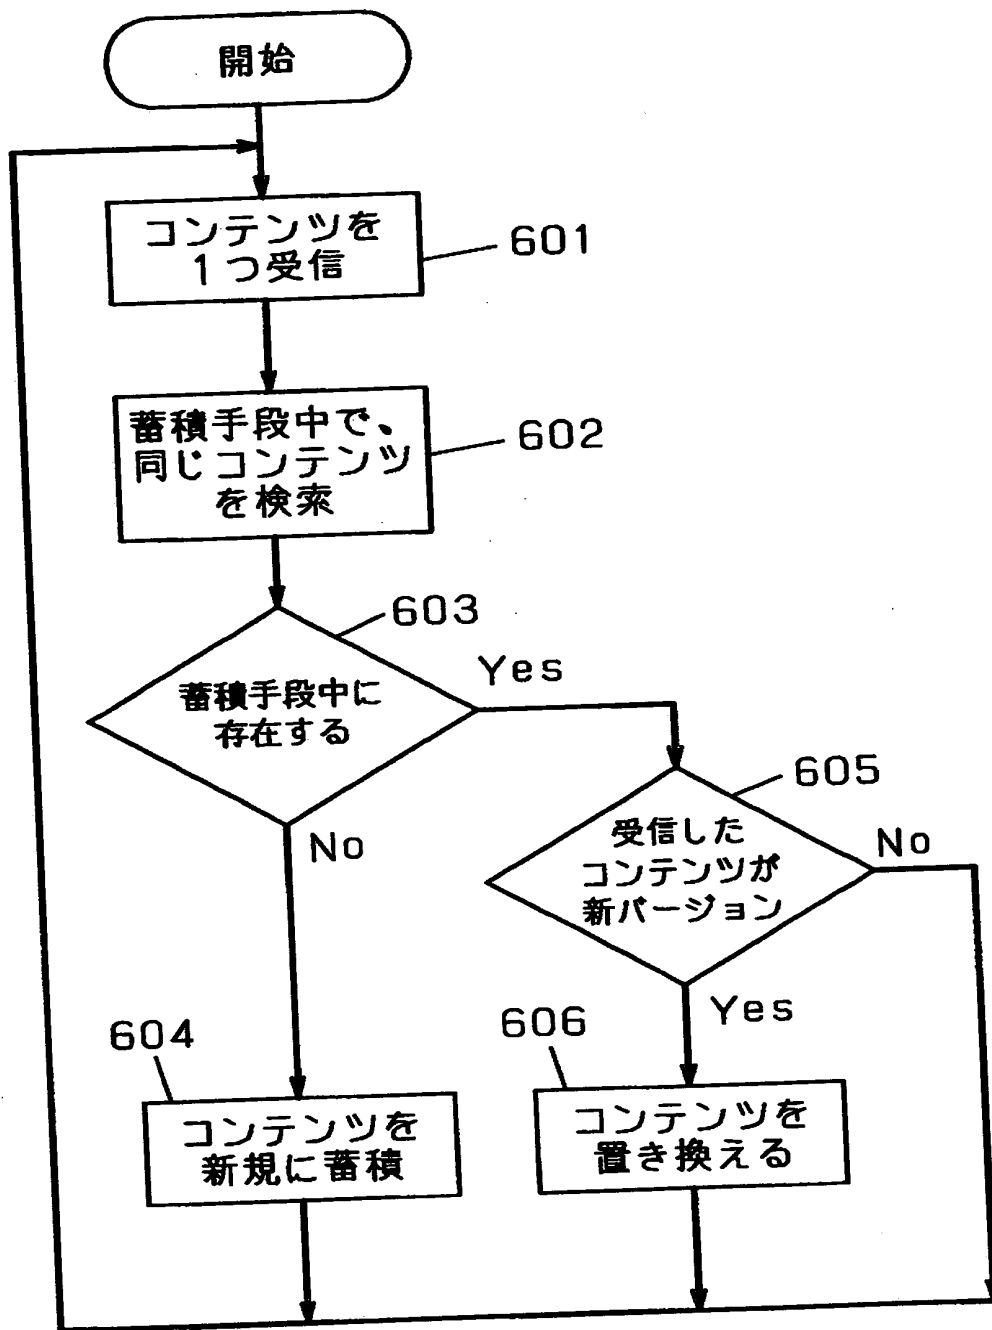 開始
コンテンツを
1つ受信
601
蓄積手段中で、
同じコンテンツ
を検索
602
603
蓄積手段中に
存在する
Yes
No
605
受信した
コンテンツが
新バージョン
No
Yes
604
コンテンツを
新規に蓄積
606
コンテンツを
置き換える